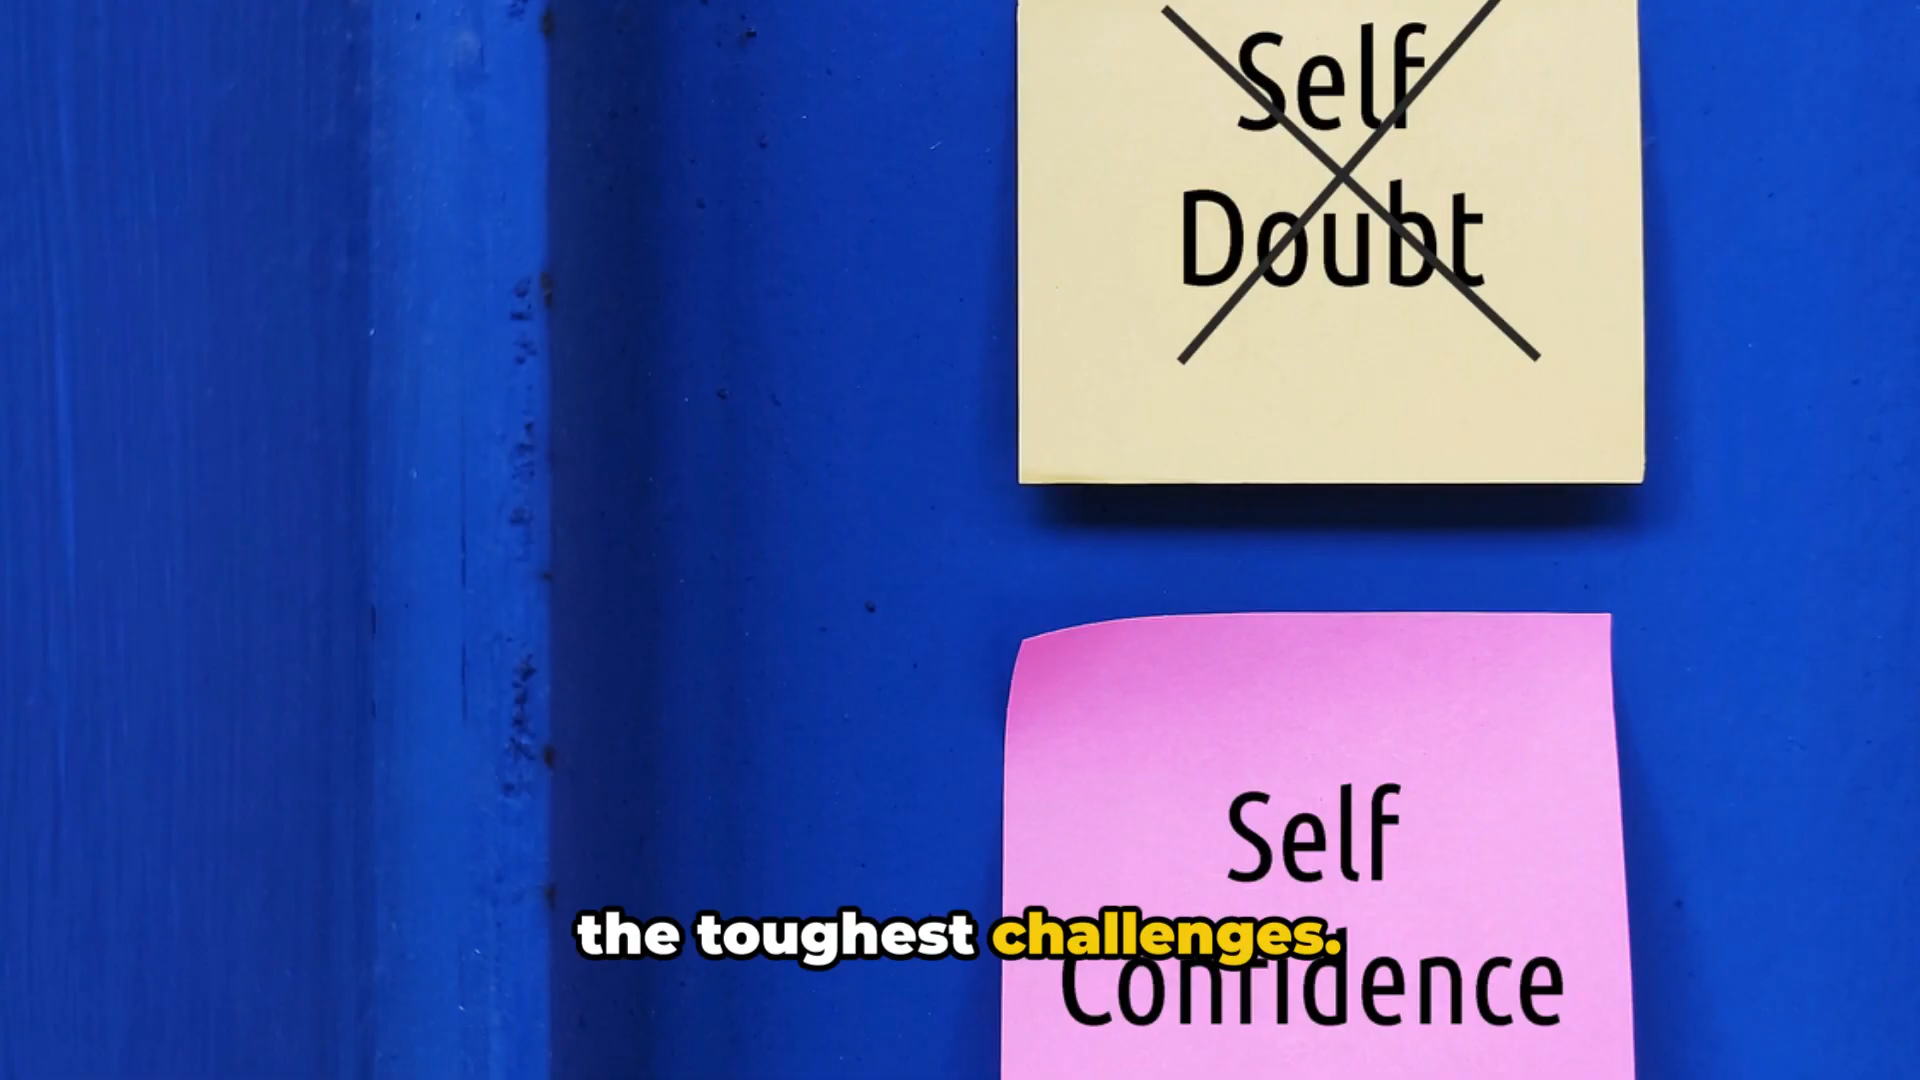 Self
Doubt
Self
the toughest challenges.
Confidence